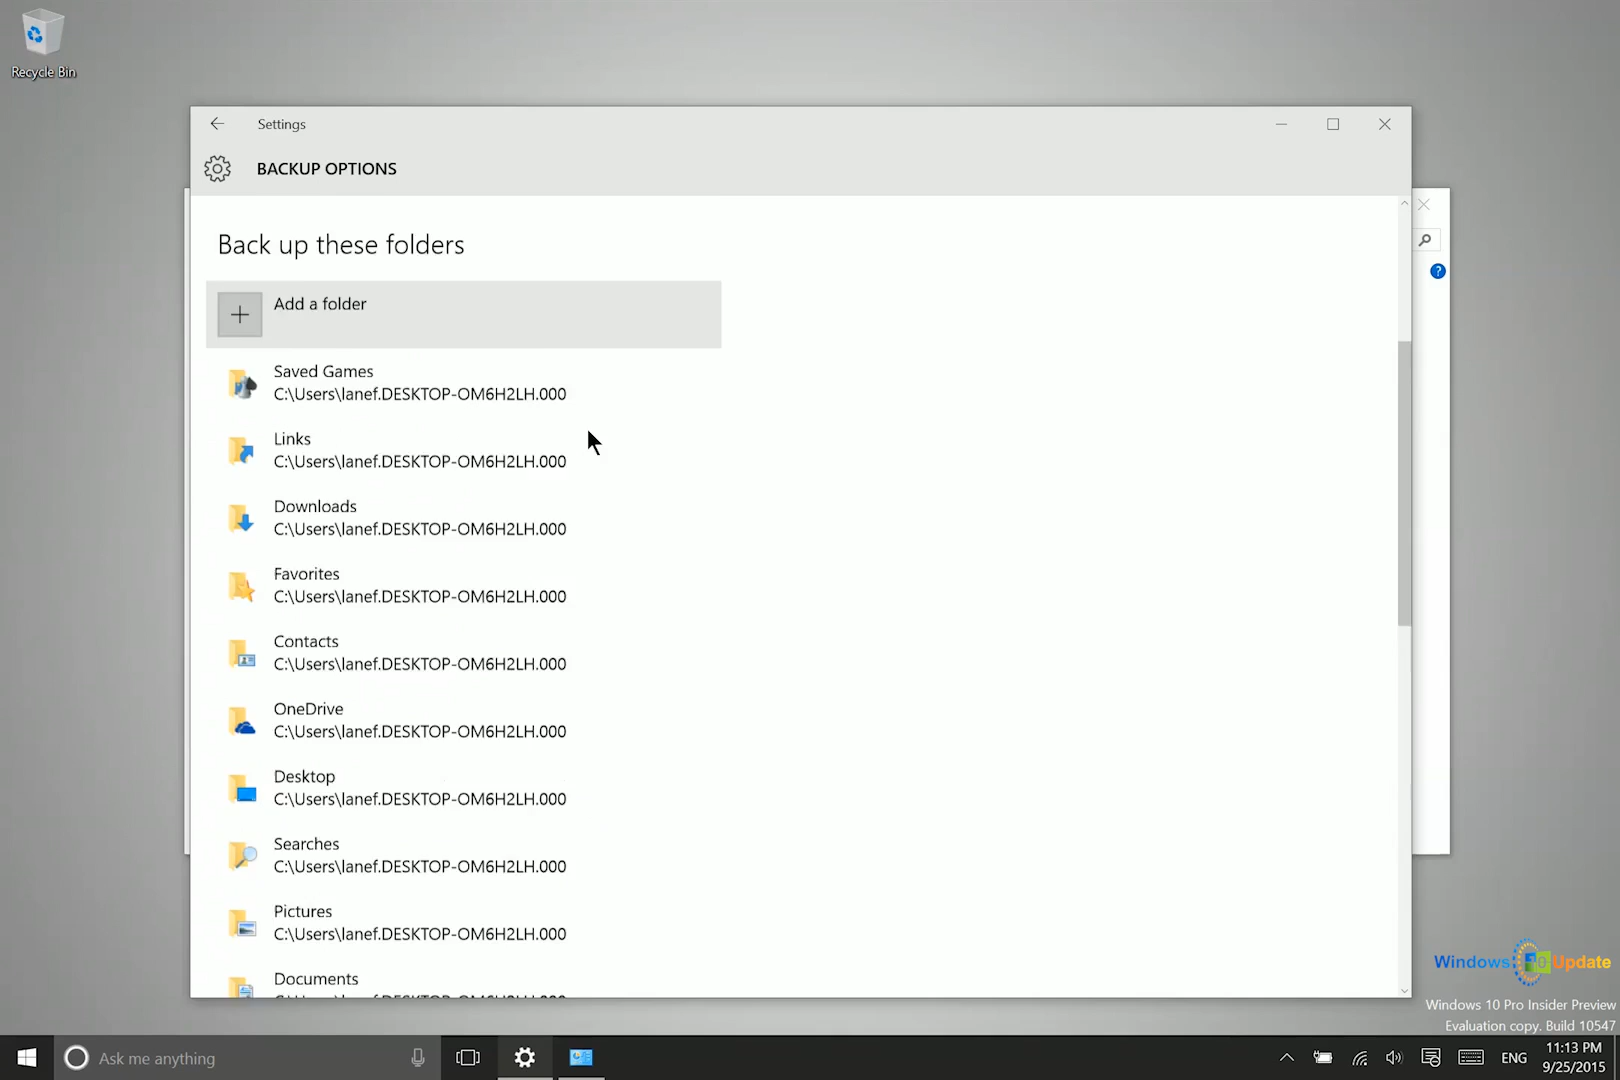 Recycle Bin
Settings
BACKUP OPTIONS
Back up these folders
Add a folder
Saved Games
C:\Users\lanef.DESKTOP-OM6H2LH.000
Links
C:\Users\lanef.DESKTOP-OM6H2LH.000
Downloads
C:\Users\lanef.DESKTOP-OM6H2LH.000
Favorites
C:\Users\lanef.DESKTOP-OM6H2LH.000
Contacts
C:\Users\lanef.DESKTOP-OM6H2LH.000
OneDrive
C:\Users\lanef.DESKTOP-OM6H2LH.000
Desktop
C:\Users\lanef.DESKTOP-OM6H2LH.000
Searches
C:\Users\lanef.DESKTOP-OM6H2LH.000
Pictures
C:\Users\lanef.DESKTOP-OM6H2LH.000
Documents
Windows 10 Update
Windows 10 Pro Insider Preview
Evaluation copy. Build 10547
Ask me anything
ENG
11:13 PM
9/25/2015